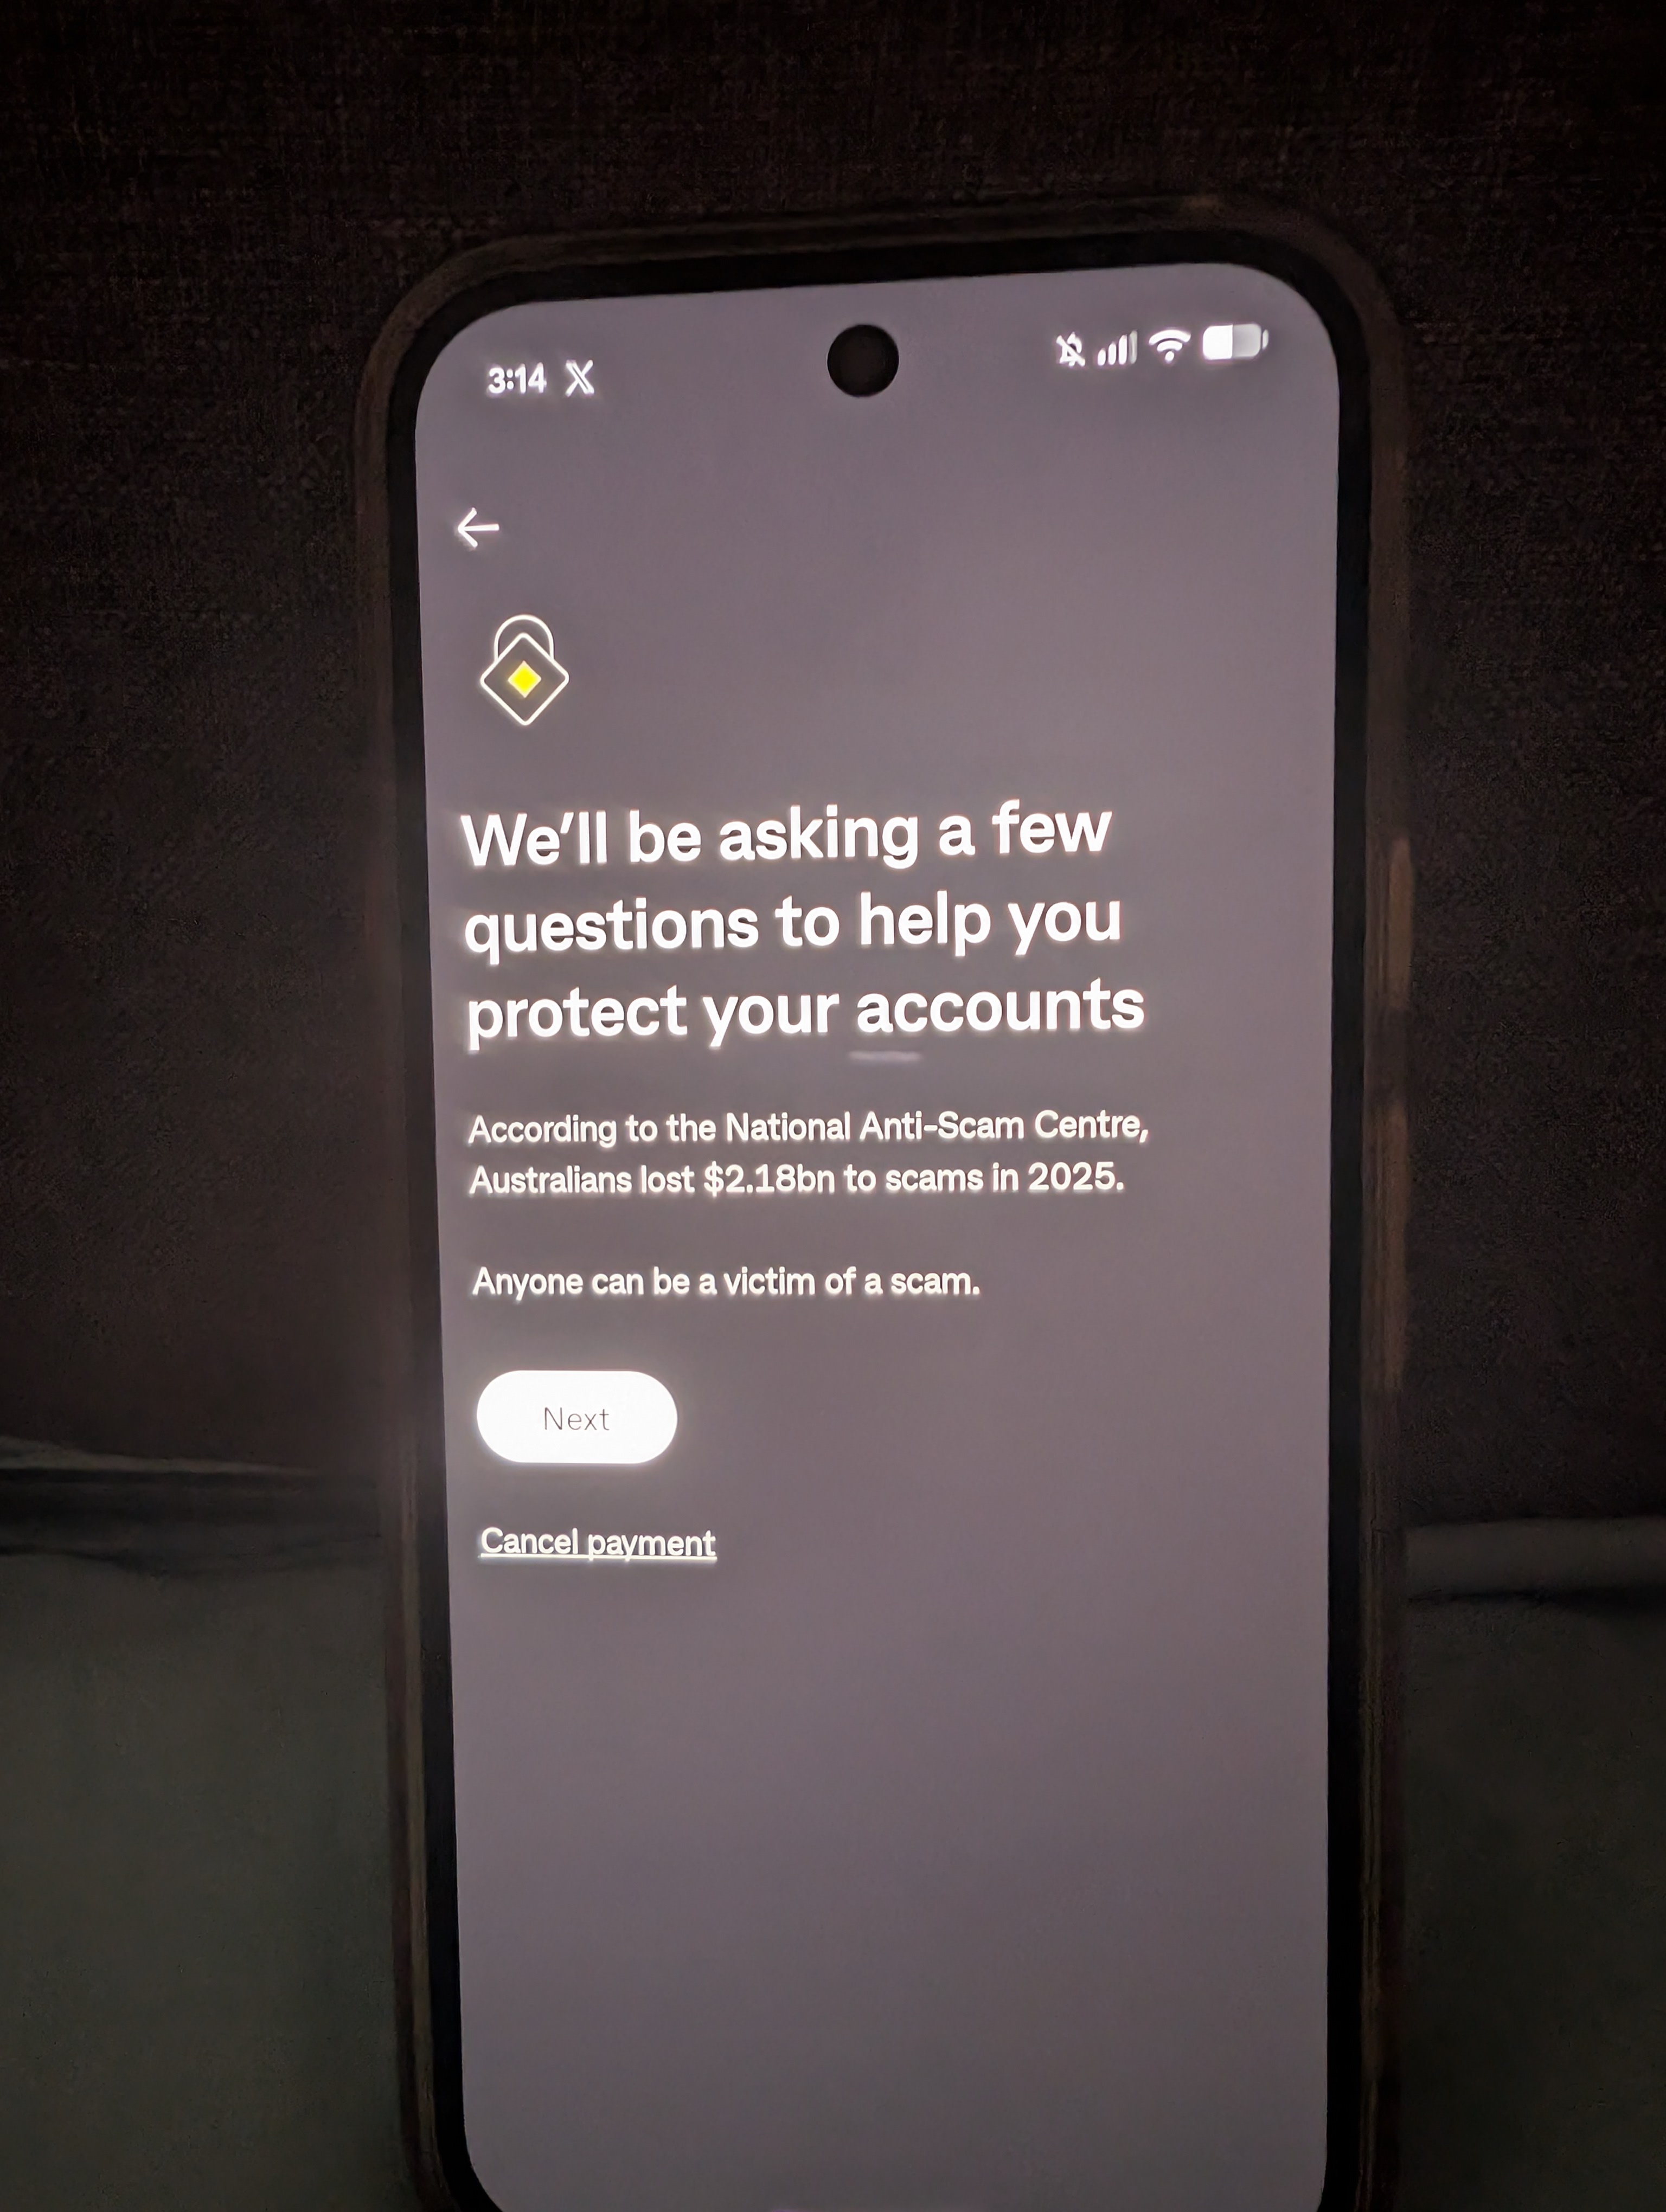 3:14 X
We'll be asking a few
questions to help you
protect your accounts
According to the National Anti-Scam Centre,
Australians lost $2.18bn to scams in 2025.
Anyone can be a victim of a scam.
Next
Cancel payment